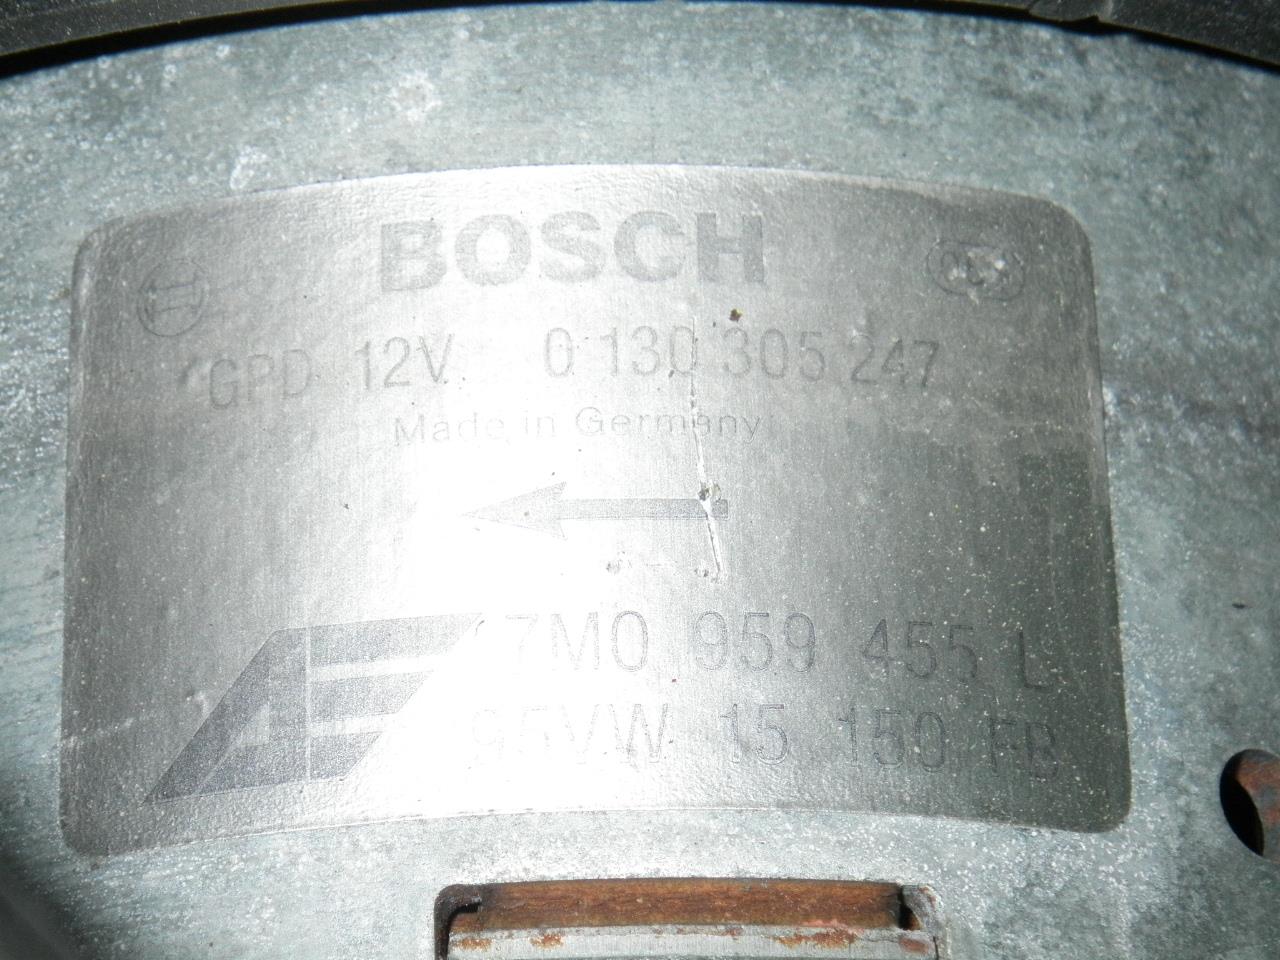 BOSCH
GPD 12V 0 130 305 247
Made in Germany
7M0 959 455 L
95VW 15 150 FB